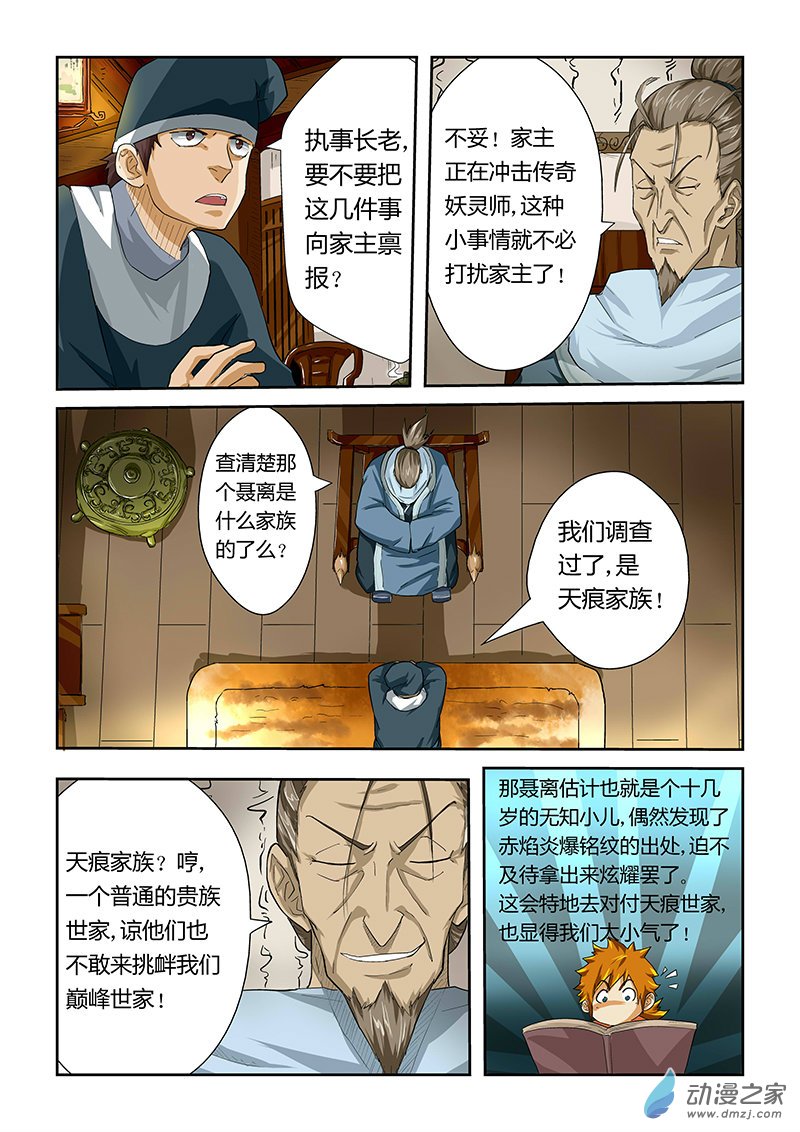 执事长老,
要不要把
这几件事
向家主禀
报？
不妥！家主
正在冲击传奇
妖灵师,这种
小事情就不必
打扰家主了！
查清楚那
个聂离是
什么家族
的了么？
我们调查
过了,是
天痕家族！
天痕家族？哼,
一个普通的贵族
世家,谅他们也
不敢来挑衅我们
巅峰世家！
那聂离估计也就是个十几
岁的无知小儿,偶然发现了
赤焰炎爆铭纹的出处,迫不
及待拿出来炫耀罢了。
这会特地去对付天痕世家,
也显得我们太小气了！
动漫之家
www.dmzj.com